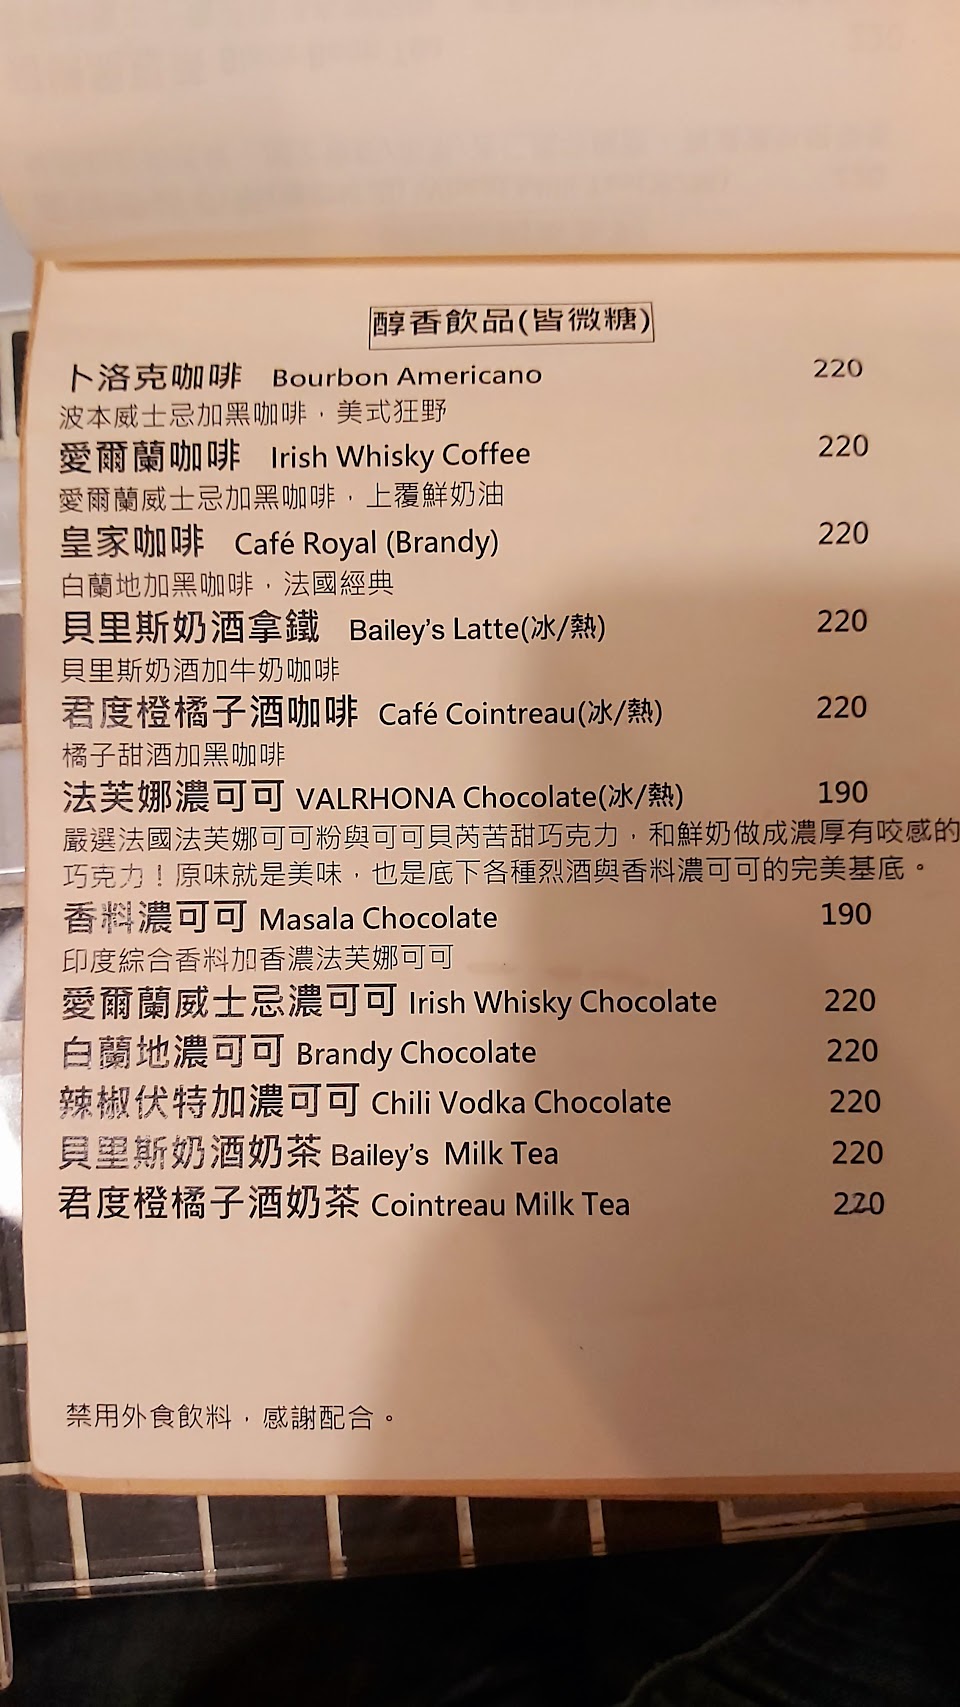 醇香飲品(皆微糖)
卜洛克咖啡 Bourbon Americano 220
波本威士忌加黑咖啡，美式狂野
愛爾蘭咖啡 Irish Whisky Coffee 220
愛爾蘭威士忌加黑咖啡，上覆鮮奶油
皇家咖啡 Café Royal (Brandy) 220
白蘭地加黑咖啡，法國經典
貝里斯奶酒拿鐵 Bailey's Latte(冰/熱) 220
貝里斯奶酒加牛奶咖啡
君度橙橘子酒咖啡 Café Cointreau(冰/熱) 220
橘子甜酒加黑咖啡
法芙娜濃可可 VALRHONA Chocolate(冰/熱) 190
嚴選法國法芙娜可可粉與可可貝芮苦甜巧克力，和鮮奶做成濃厚有咬感的
巧克力！原味就是美味，也是底下各種烈酒與香料濃可可的完美基底。
香料濃可可 Masala Chocolate 190
印度綜合香料加香濃法芙娜可可
愛爾蘭威士忌濃可可 Irish Whisky Chocolate 220
白蘭地濃可可 Brandy Chocolate 220
辣椒伏特加濃可可 Chili Vodka Chocolate 220
貝里斯奶酒奶茶 Bailey's Milk Tea 220
君度橙橘子酒奶茶 Cointreau Milk Tea 220
禁用外食飲料，感謝配合。